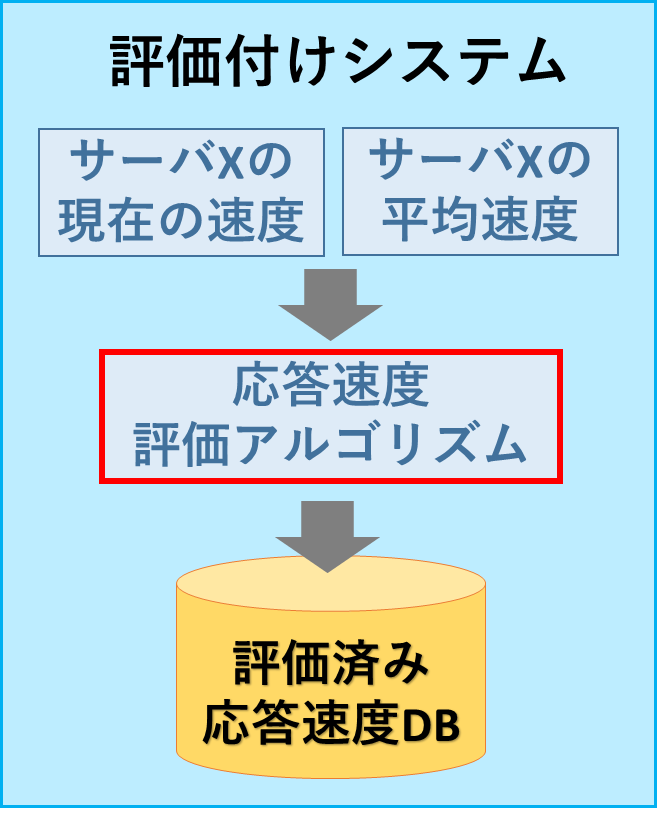 評価付けシステム
サーバXの
現在の速度
サーバXの
平均速度
応答速度
評価アルゴリズム
評価済み
応答速度DB